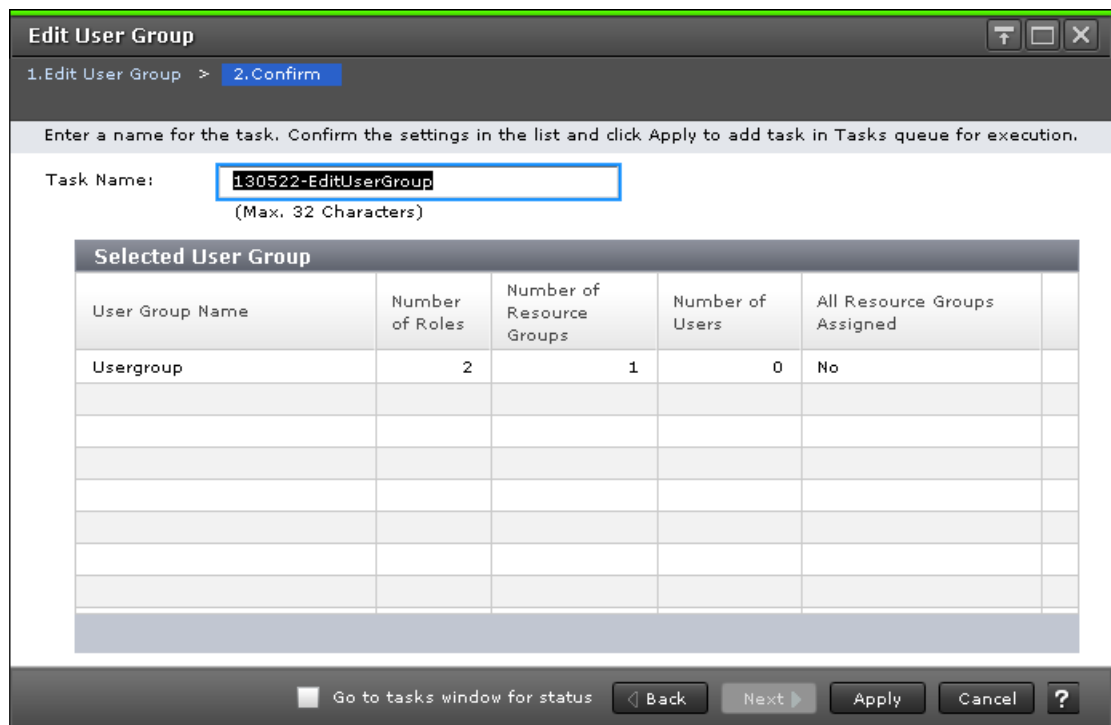 Edit User Group
1.Edit User Group > 2.Confirm
Enter a name for the task. Confirm the settings in the list and click Apply to add task in Tasks queue for execution.
Task Name: 130522-EditUserGroup
(Max. 32 Characters)
Selected User Group
User Group Name
Number
of Roles
Number of
Resource
Groups
Number of
Users
All Resource Groups
Assigned
Usergroup 2 1 0 No
Go to tasks window for status Back Next Apply Cancel ?